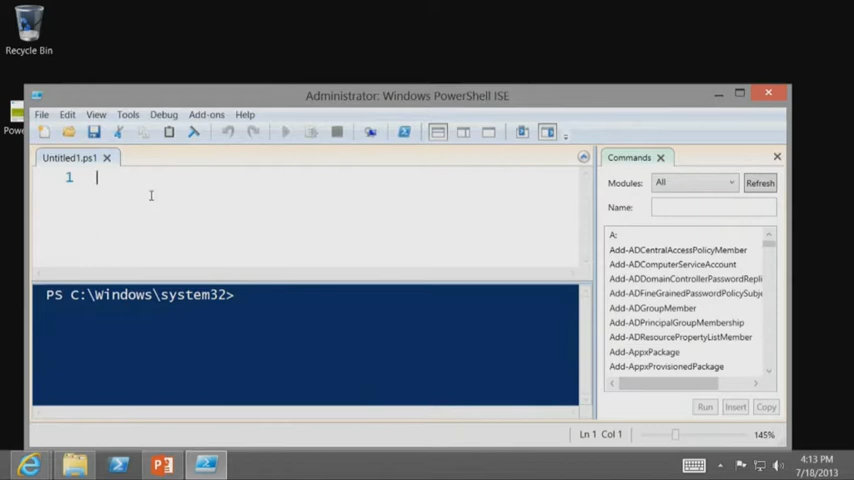 Recycle Bin
Administrator: Windows PowerShell ISE
File Edit View Tools Debug Add-ons Help
Untitled1.ps1
1
Commands
Modules: All Refresh
Name:
A:
Add-ADCentralAccessPolicyMember
Add-ADComputerServiceAccount
Add-ADDomainControllerPasswordRepli
Add-ADFineGrainedPasswordPolicySubje
Add-ADGroupMember
Add-ADPrincipalGroupMembership
Add-ADResourcePropertyListMember
Add-AppxPackage
Add-AppxProvisionedPackage
Run Insert Copy
PS C:\Windows\system32>
Ln 1 Col 1 145%
Powe
4:13 PM
7/18/2013